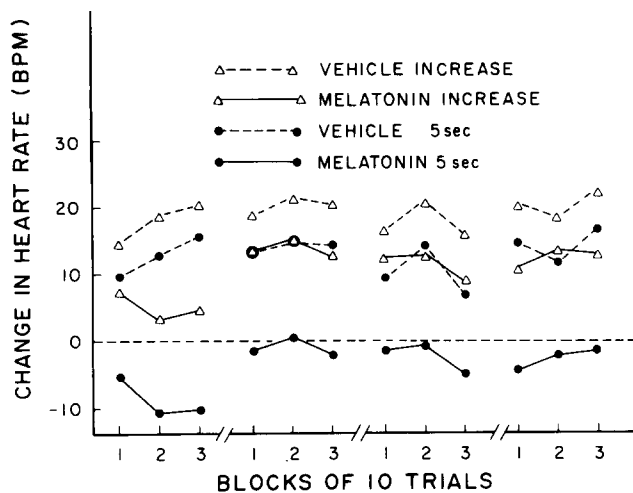 CHANGE IN HEART RATE (BPM)
VEHICLE INCREASE
MELATONIN INCREASE
VEHICLE 5 sec
MELATONIN 5 sec
30
20
10
0
-10
1 2 3 1 2 3 1 2 3 1 2 3
BLOCKS OF 10 TRIALS